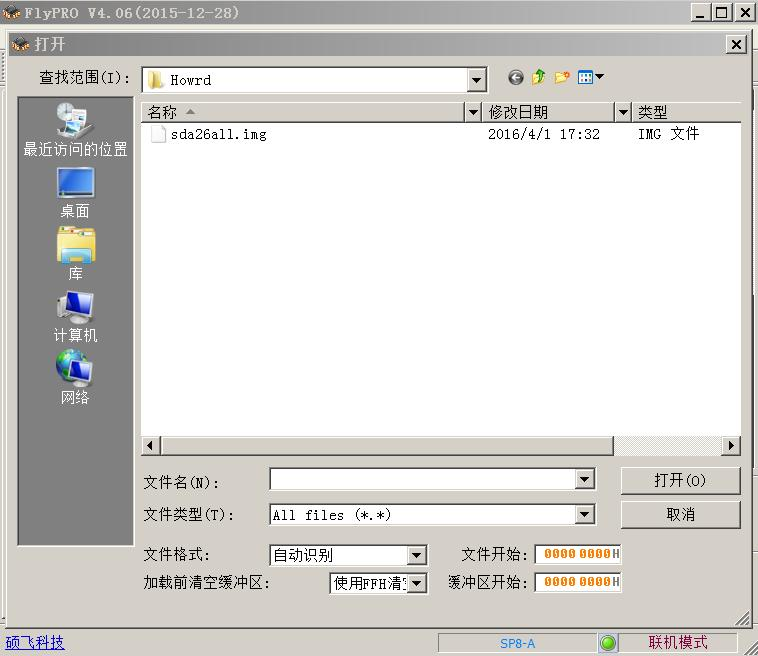 FlyPRO V4.06(2015-12-28)
打开
查找范围(I): Howrd
名称 修改日期 类型
sda26all.img 2016/4/1 17:32 IMG 文件
最近访问的位置
桌面
库
计算机
网络
文件名(N): 打开(O)
文件类型(T): All files (*.*) 取消
文件格式: 自动识别 文件开始: 0000 0000H
加载前清空缓冲区: 使用FFH清 缓冲区开始: 0000 0000H
硕飞科技 SP8-A 联机模式